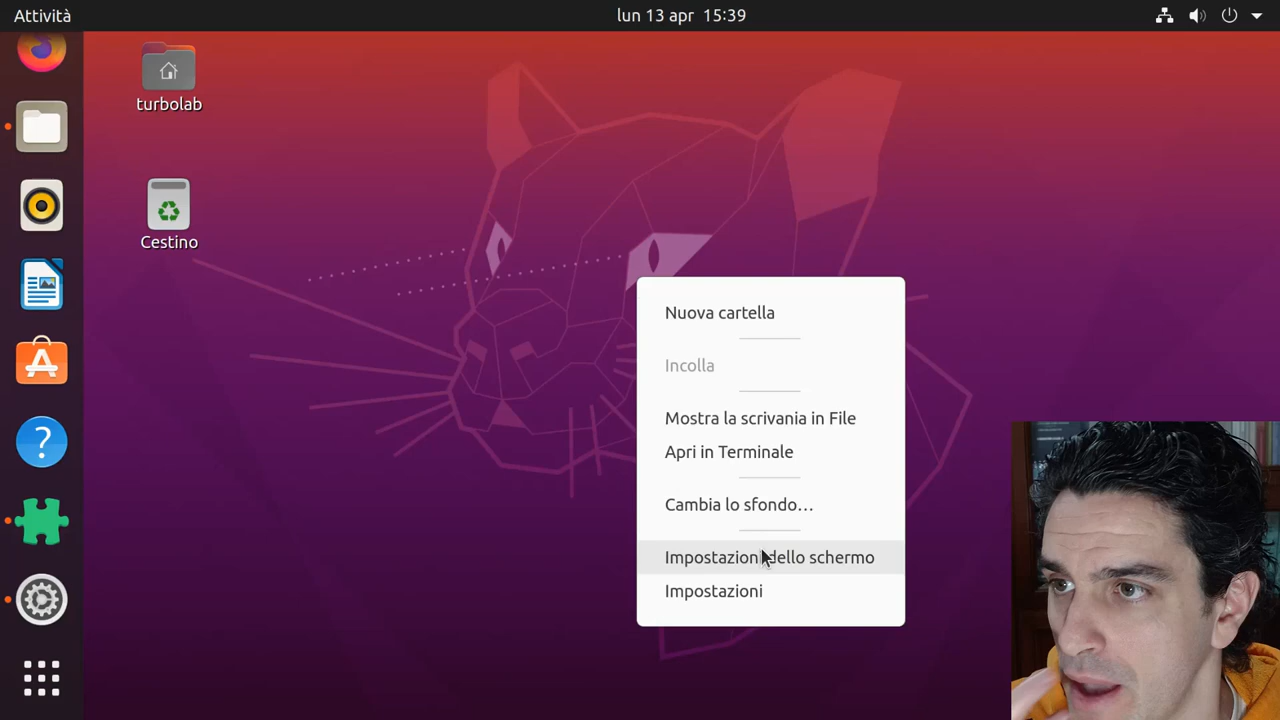 Attività
lun 13 apr 15:39
turbolab
Cestino
Nuova cartella
Incolla
Mostra la scrivania in File
Apri in Terminale
Cambia lo sfondo…
Impostazioni dello schermo
Impostazioni